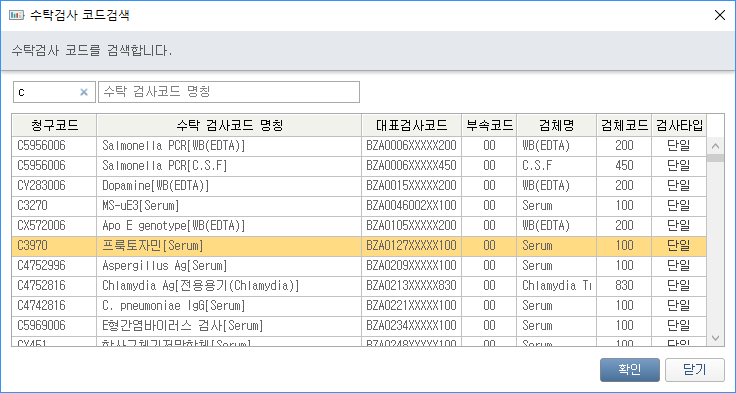 수탁검사 코드검색
수탁검사 코드를 검색합니다.
c 수탁 검사코드 명칭
청구코드 수탁 검사코드 명칭 대표검사코드 부속코드 검체명 검체코드 검사타입
C5956006 Salmonella PCR[WB(EDTA)] BZA0006XXXXX200 00 WB(EDTA) 200 단일
C5956006 Salmonella PCR[C.S.F] BZA0006XXXXX450 00 C.S.F 450 단일
CY283006 Dopamine[WB(EDTA)] BZA0015XXXXX200 00 WB(EDTA) 200 단일
C3270 MS-uE3[Serum] BZA0046002XX100 00 Serum 100 단일
CX572006 Apo E genotype[WB(EDTA)] BZA0105XXXXX200 00 WB(EDTA) 200 단일
C3970 프룩토자민[Serum] BZA0127XXXXX100 00 Serum 100 단일
C4752996 Aspergillus Ag[Serum] BZA0209XXXXX100 00 Serum 100 단일
C4752816 Chlamydia Ag[전용용기(Chlamydia)] BZA0213XXXXX830 00 Chlamydia 830 단일
C4742816 C. pneumoniae IgG[Serum] BZA0221XXXXX100 00 Serum 100 단일
C5969006 E형간염바이러스 검사[Serum] BZA0234XXXXX100 00 Serum 100 단일
CY451 BZA0248XXXXX100 00 Serum 100 단일
확인 닫기